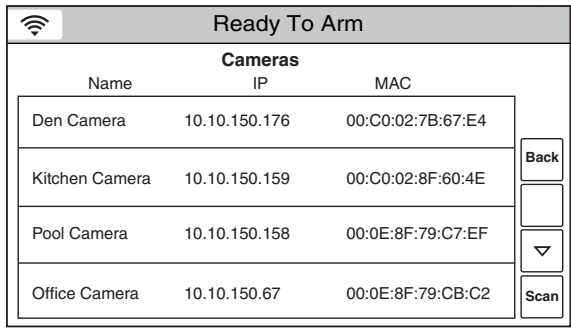 Ready To Arm
Cameras
Name IP MAC
Den Camera 10.10.150.176 00:C0:02:7B:67:E4
Kitchen Camera 10.10.150.159 00:C0:02:8F:60:4E
Pool Camera 10.10.150.158 00:0E:8F:79:C7:EF
Office Camera 10.10.150.67 00:0E:8F:79:CB:C2
Back
Scan